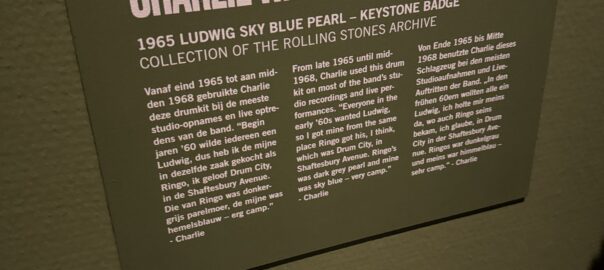 CHARLIE
1965 LUDWIG SKY BLUE PEARL – KEYSTONE BADGE
COLLECTION OF THE ROLLING STONES ARCHIVE
Vanaf eind 1965 tot aan mid-
den 1968 gebruikte Charlie
deze drumkit bij de meeste
studio-opnames en live optre-
dens van de band. “Begin
jaren ’60 wilde iedereen een
Ludwig, dus heb ik de mijne
in dezelfde zaak gekocht als
Ringo, ik geloof Drum City,
in de Shaftesbury Avenue.
Die van Ringo was donker-
grijs parelmoer, de mijne was
hemelsblauw – erg camp.”
- Charlie
From late 1965 until mid-
1968, Charlie used this drum
kit on most of the band’s stu-
dio recordings and live per-
formances. “Everyone in the
early ’60s wanted Ludwig,
so I got mine from the same
place Ringo got his, I think,
which was Drum City, in
Shaftesbury Avenue. Ringo’s
was dark grey pearl and mine
was sky blue – very camp.”
- Charlie
Von Ende 1965 bis Mitte
1968 benutzte Charlie dieses
Schlagzeug bei den meisten
Studioaufnahmen und Live-
Auftritten der Band. „In den
frühen 60ern wollten alle ein
Ludwig, ich holte mir meins
da, wo auch Ringo seins
bekam, ich glaube, in Drum
City in der Shaftesbury Ave-
nue. Ringos war dunkelgrau
und meins war himmelblau –
sehr camp.“ - Charlie